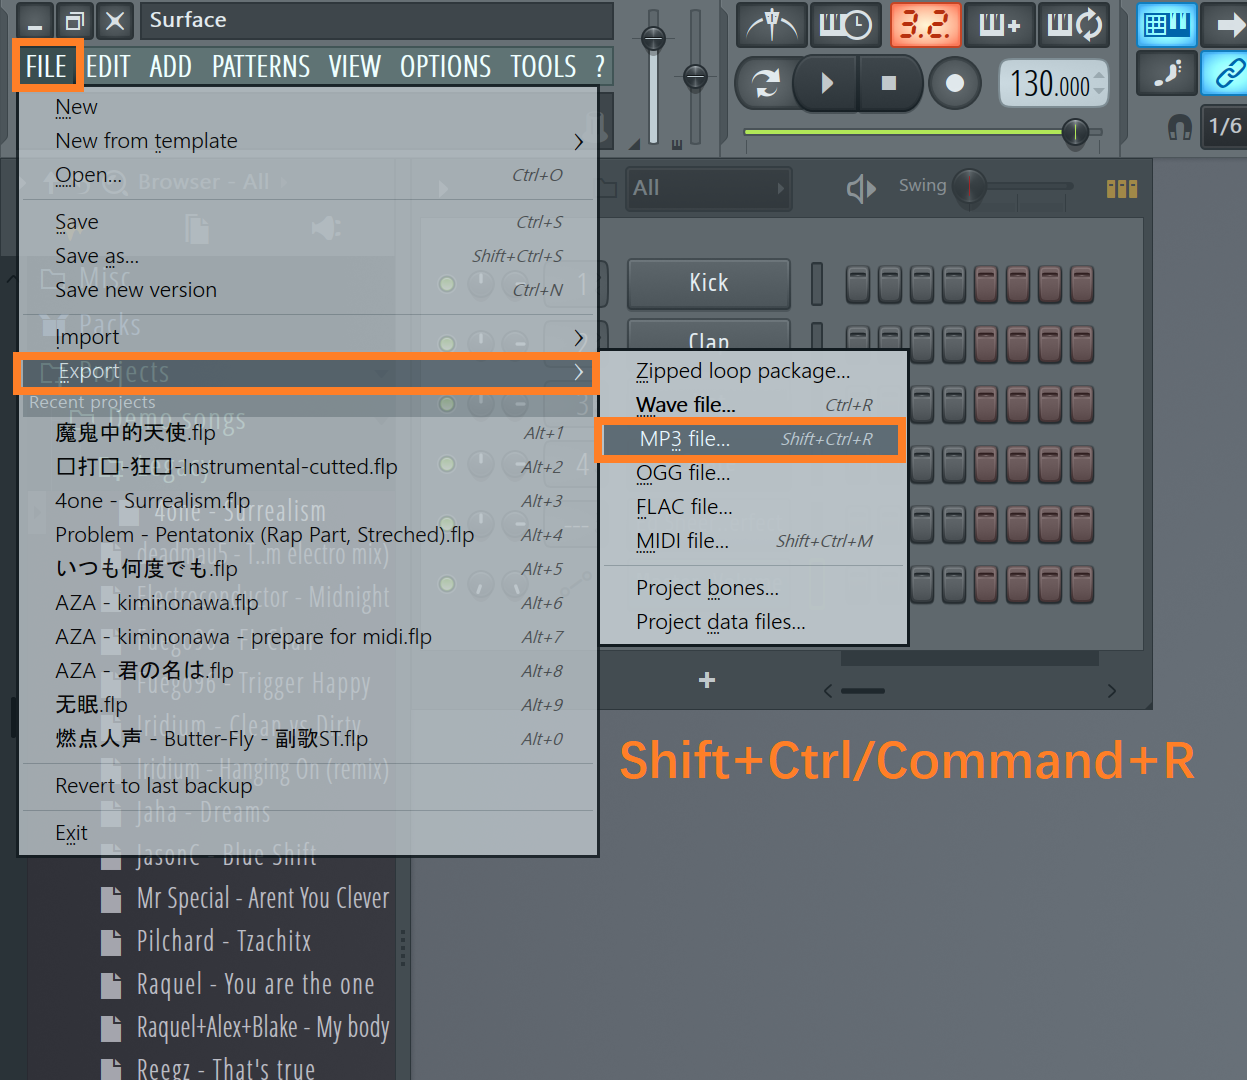 Surface
FILE EDIT ADD PATTERNS VIEW OPTIONS TOOLS ?
3.2.
130.000
1/6
New
New from template
Open... Ctrl+O
Browser - All
All
Swing
Save Ctrl+S
Save as... Shift+Ctrl+S
Misc
Save new version Ctrl+N
1
Kick
Packs
Import
Clap
Export
Projects
Zipped loop package...
Recent projects
3
Wave file... Ctrl+R
Demo songs
魔鬼中的天使.flp Alt+1
MP3 file... Shift+Ctrl+R
□打□-狂□-Instrumental-cutted.flp Alt+2
Legacy
4
OGG file...
4one - Surrealism.flp Alt+3
4one - Surrealism
FLAC file...
Problem - Pentatonix (Rap Part, Streched).flp Alt+4
MIDI file... Shift+Ctrl+M
deadmau5 - T...m electro mix)
いつも何度でも.flp Alt+5
Project bones...
AZA - kiminonawa.flp Alt+6
Electroconductor - Midnight
Project data files...
AZA - kiminonawa - prepare for midi.flp Alt+7
Fuego96 - FL Chan
AZA - 君の名は.flp Alt+8
Fuego96 - Trigger Happy
无眠.flp Alt+9
Iridium - Clean vs Dirty
燃点人声 - Butter-Fly - 副歌ST.flp Alt+0
Iridium - Hanging On (remix)
Shift+Ctrl/Command+R
Revert to last backup
Jaha - Dreams
Exit
JasonC - Blue Shift
Mr Special - Arent You Clever
Pilchard - Tzachitx
Raquel - You are the one
Raquel+Alex+Blake - My body
Reegz - That's true